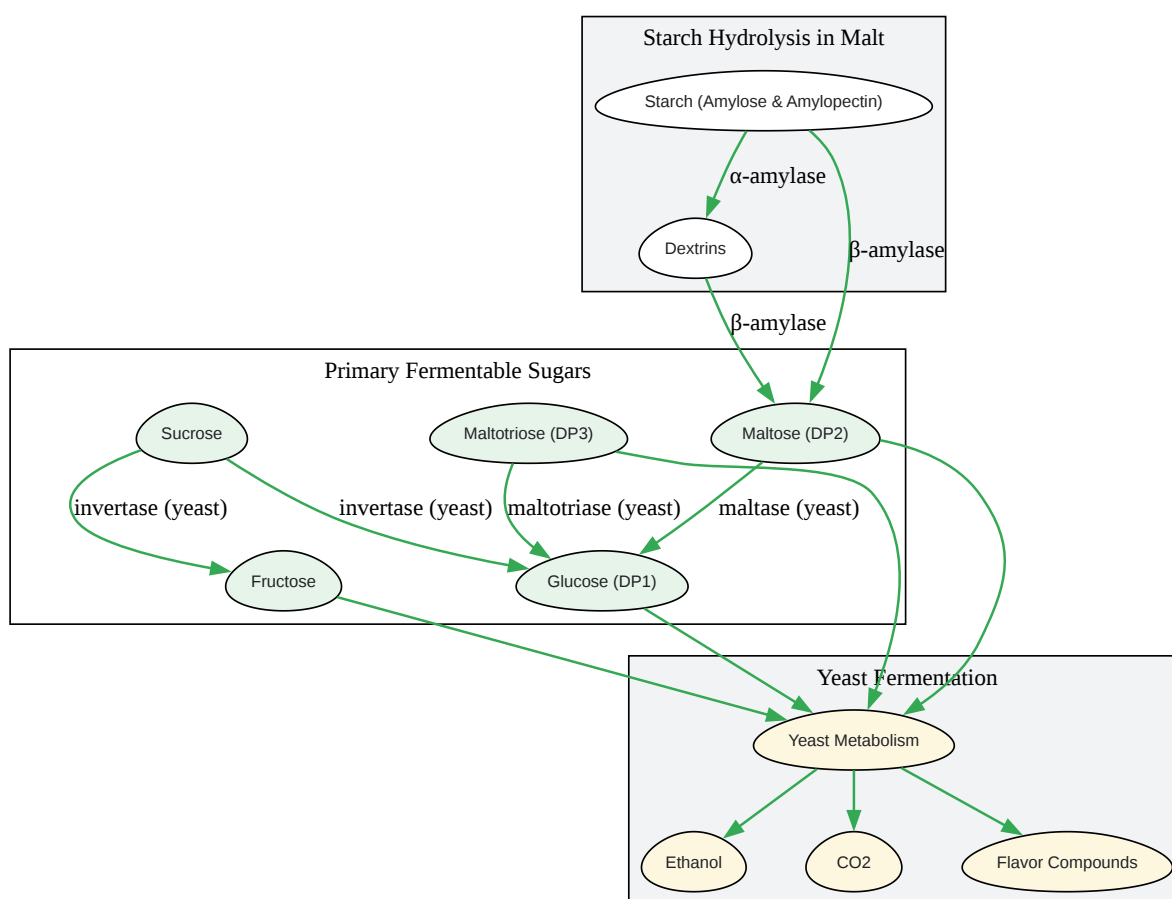 Starch Hydrolysis in Malt
Starch (Amylose & Amylopectin)
α-amylase
Dextrins
β-amylase
β-amylase
Primary Fermentable Sugars
Sucrose
Maltotriose (DP3)
Maltose (DP2)
invertase (yeast)
invertase (yeast)
maltotriase (yeast)
maltase (yeast)
Fructose
Glucose (DP1)
Yeast Fermentation
Yeast Metabolism
Ethanol
CO2
Flavor Compounds